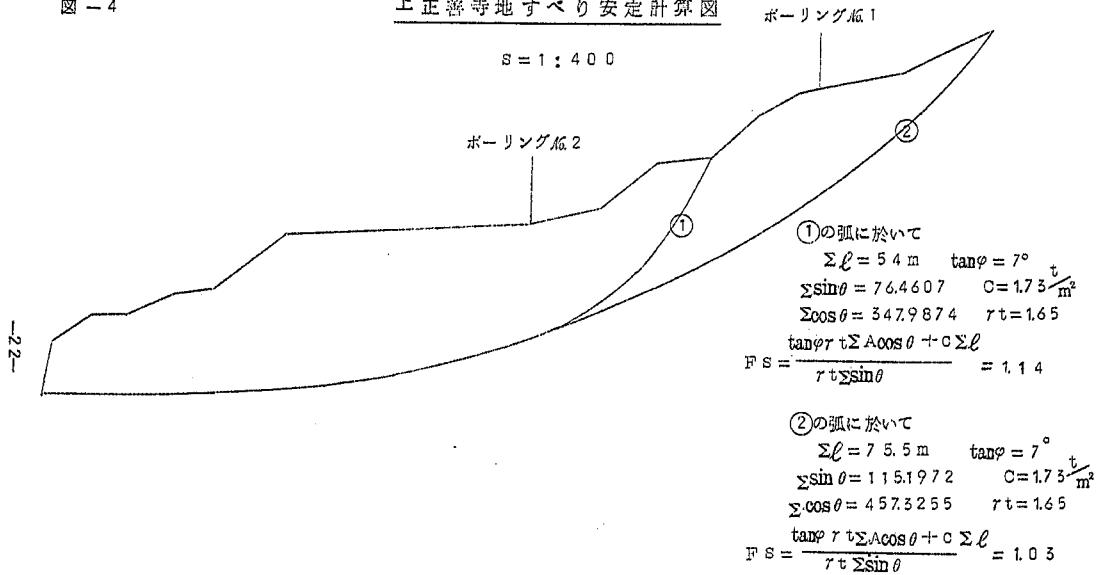 図－4
上正善寺地すべり安定計算図
S＝1：400
ボーリング№1
ボーリング№2
①
②
①の弧に於いて
Σℓ＝54m tanφ＝7°
Σsinθ＝76.4607 C＝1.73 t/m²
Σcosθ＝347.9874 γt＝1.65
FS＝(tanφγtΣAcosθ＋CΣℓ)/(γtΣsinθ)＝1.14
②の弧に於いて
Σℓ＝75.5m tanφ＝7°
Σsinθ＝115.1972 C＝1.73 t/m²
Σcosθ＝457.3255 γt＝1.65
FS＝(tanφγtΣAcosθ＋CΣℓ)/(γtΣsinθ)＝1.03
—22—